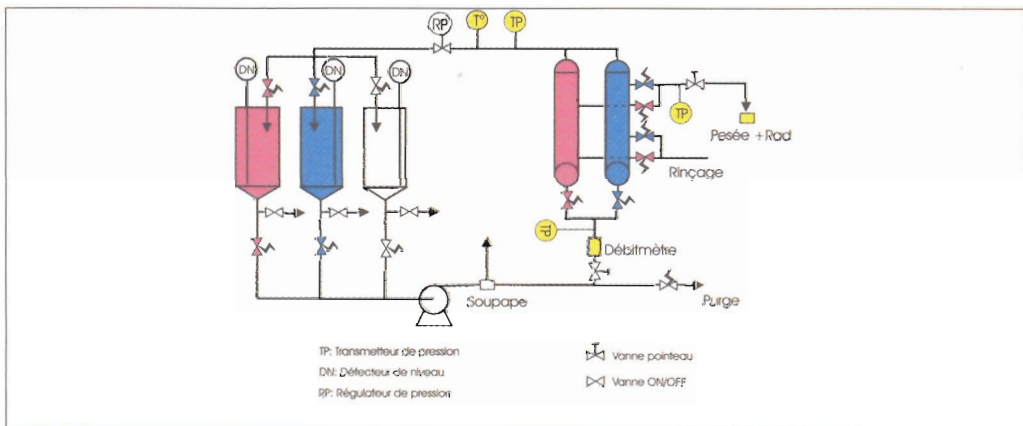 RP
T°
TP
DN
DN
DN
TP
Pesée +Rad
Rinçage
TP
Débitmètre
Soupape
Purge
TP: Transmetteur de pression
DN: Détecteur de niveau
RP: Régulateur de pression
Vanne pointeau
Vanne ON/OFF